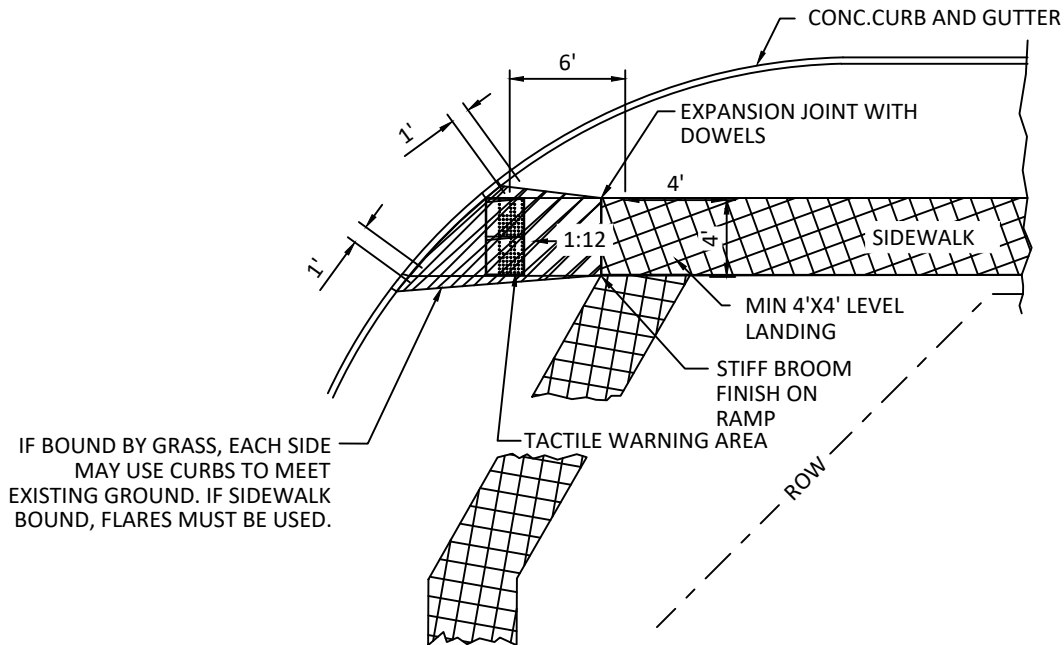 CONC.CURB AND GUTTER
6'
1'
EXPANSION JOINT WITH
DOWELS
4'
1:12
4'
SIDEWALK
1'
MIN 4'X4' LEVEL
LANDING
STIFF BROOM
FINISH ON
RAMP
TACTILE WARNING AREA
IF BOUND BY GRASS, EACH SIDE
MAY USE CURBS TO MEET
EXISTING GROUND. IF SIDEWALK
BOUND, FLARES MUST BE USED.
ROW